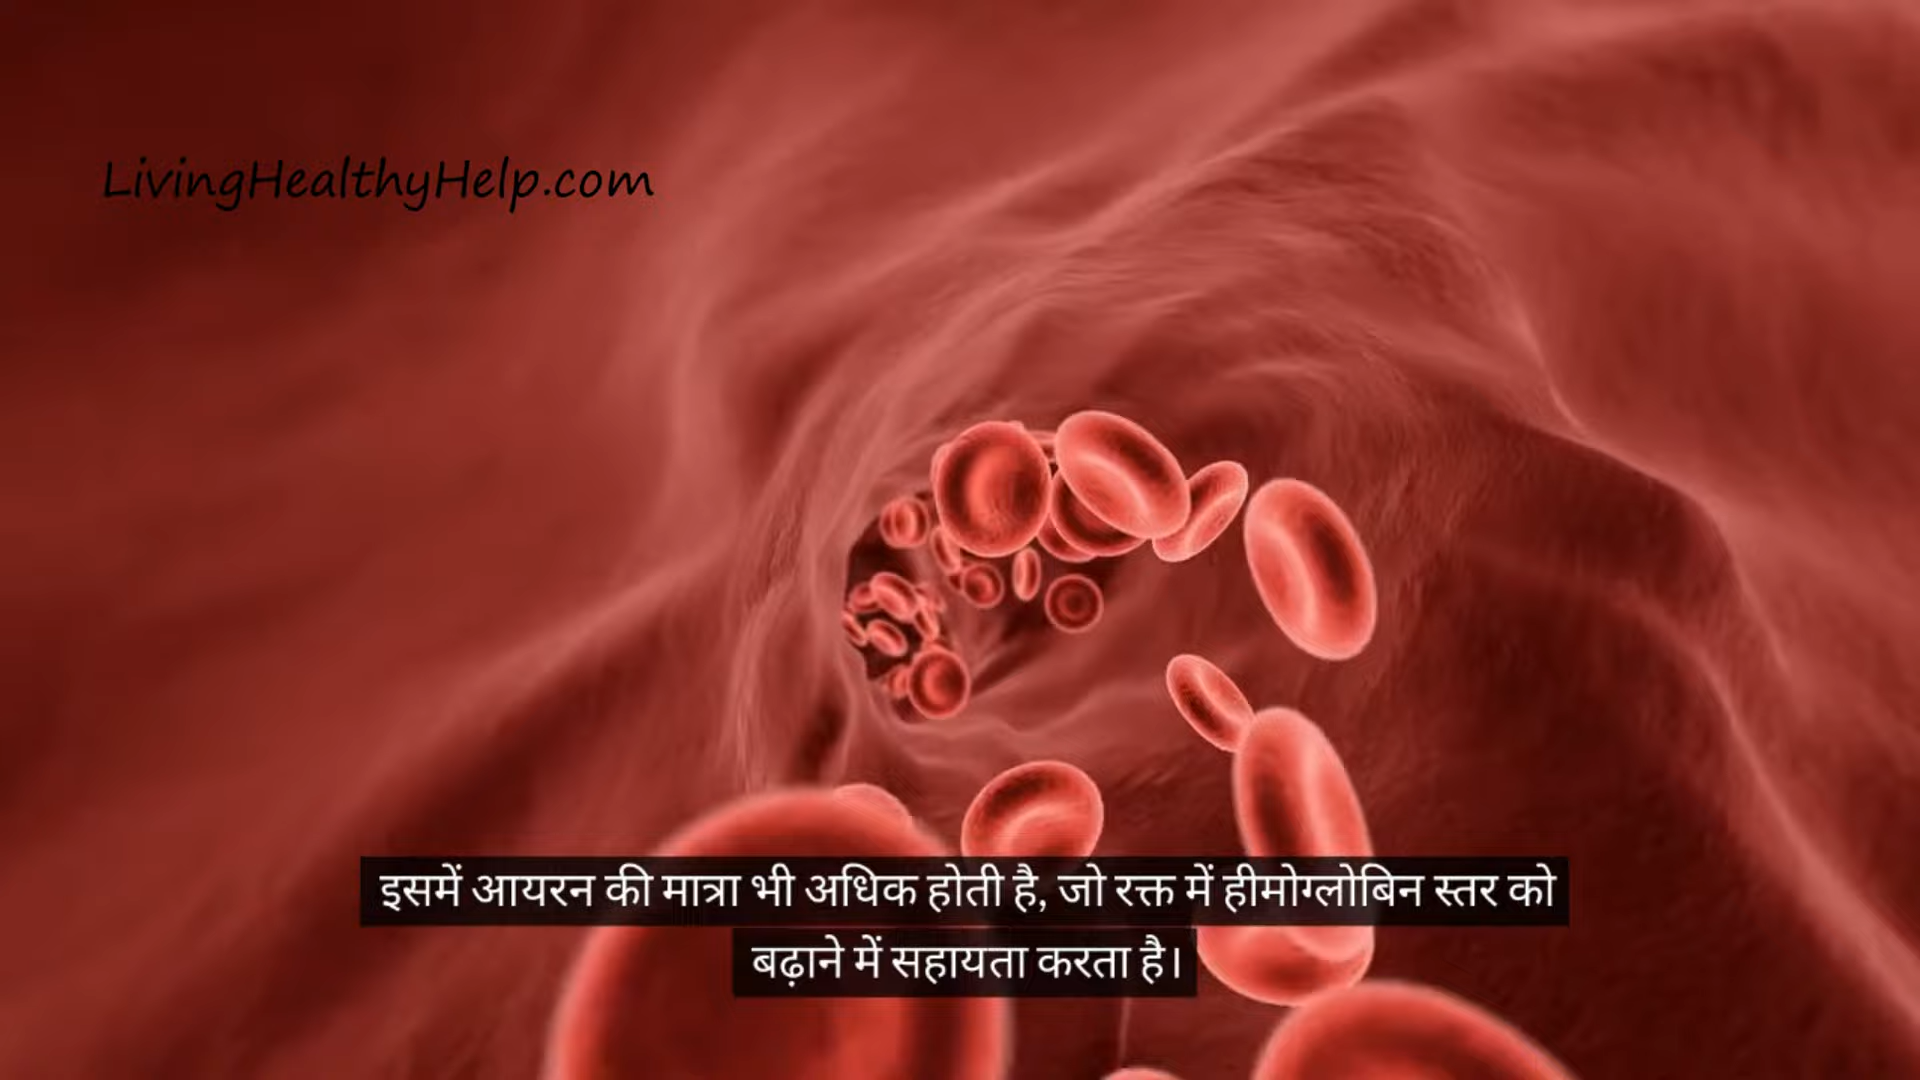 LivingHealthyHelp.com
इसमें आयरन की मात्रा भी अधिक होती है, जो रक्त में हीमोग्लोबिन स्तर को
बढ़ाने में सहायता करता है।